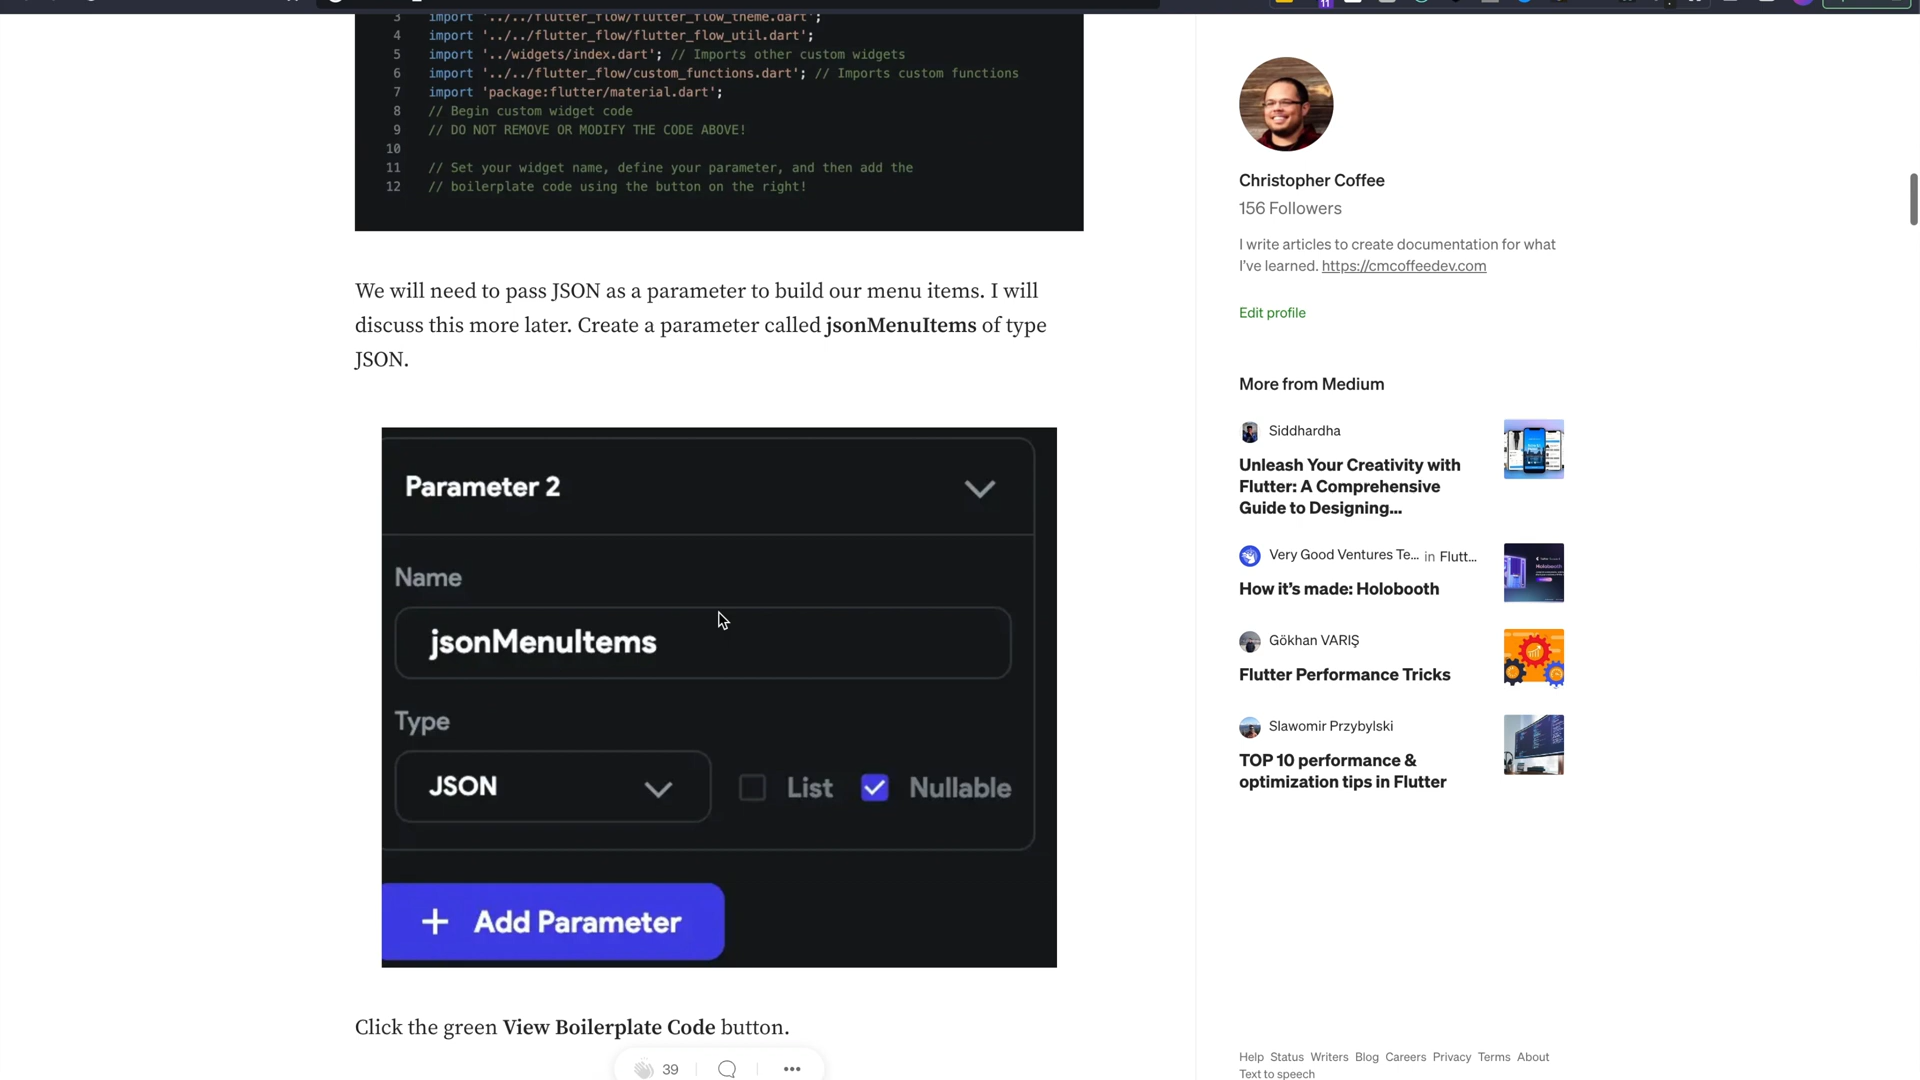 3 import '../../flutter_flow/flutter_flow_theme.dart';
4 import '../../flutter_flow/flutter_flow_util.dart';
5 import '../widgets/index.dart'; // Imports other custom widgets
6 import '../../flutter_flow/custom_functions.dart'; // Imports custom functions
7 import 'package:flutter/material.dart';
8 // Begin custom widget code
9 // DO NOT REMOVE OR MODIFY THE CODE ABOVE!
10
11 // Set your widget name, define your parameter, and then add the
12 // boilerplate code using the button on the right!
We will need to pass JSON as a parameter to build our menu items. I will
discuss this more later. Create a parameter called jsonMenuItems of type
JSON.
Parameter 2
Name
jsonMenuItems
Type
JSON
List
Nullable
+ Add Parameter
Click the green View Boilerplate Code button.
39
11
Christopher Coffee
156 Followers
I write articles to create documentation for what
I've learned. https://cmcoffeedev.com
Edit profile
More from Medium
Siddhardha
Unleash Your Creativity with
Flutter: A Comprehensive
Guide to Designing...
Very Good Ventures Te... in Flutt...
How it's made: Holobooth
Holobooth
Gökhan VARIŞ
Flutter Performance Tricks
Slawomir Przybylski
TOP 10 performance &
optimization tips in Flutter
Help Status Writers Blog Careers Privacy Terms About
Text to speech